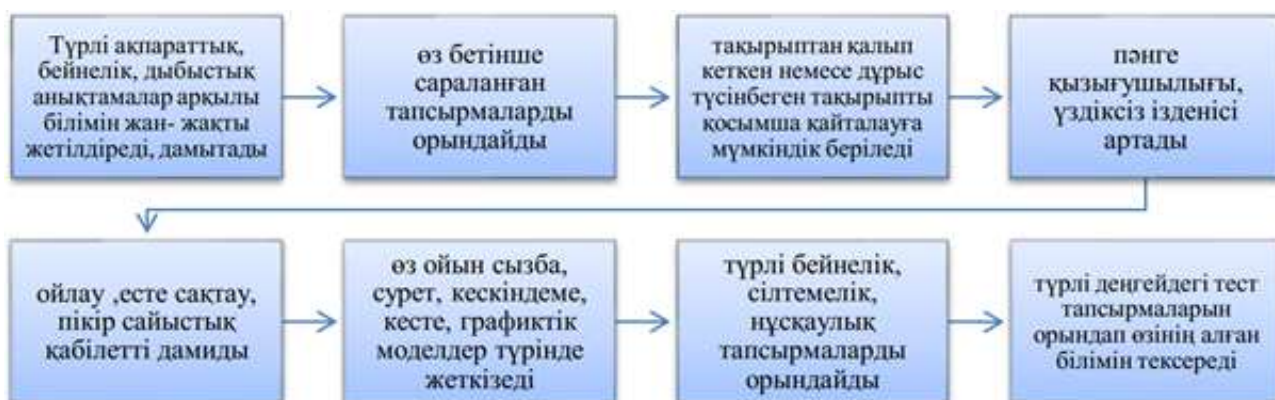 Түрлі ақпараттық,
бейнелік, дыбыстық
анықтамалар арқылы
білімін жан- жақты
жетілдіреді, дамытады
өз бетінше
сараланған
тапсырмаларды
орындайды
тақырыптан қалып
кеткен немесе дұрыс
түсінбеген тақырыпты
қосымша қайталауға
мүмкіндік беріледі
пәнге
қызығушылығы,
үздіксіз ізденісі
артады
ойлау ,есте сақтау,
пікір сайыстық
қабілетті дамиды
өз ойын сызба,
сурет, кескіндеме,
кесте, графиктік
моделдер түрінде
жеткізеді
түрлі бейнелік,
сілтемелік,
нұсқаулық
тапсырмаларды
орындайды
түрлі деңгейдегі тест
тапсырмаларын
орындап өзінің алған
білімін тексереді